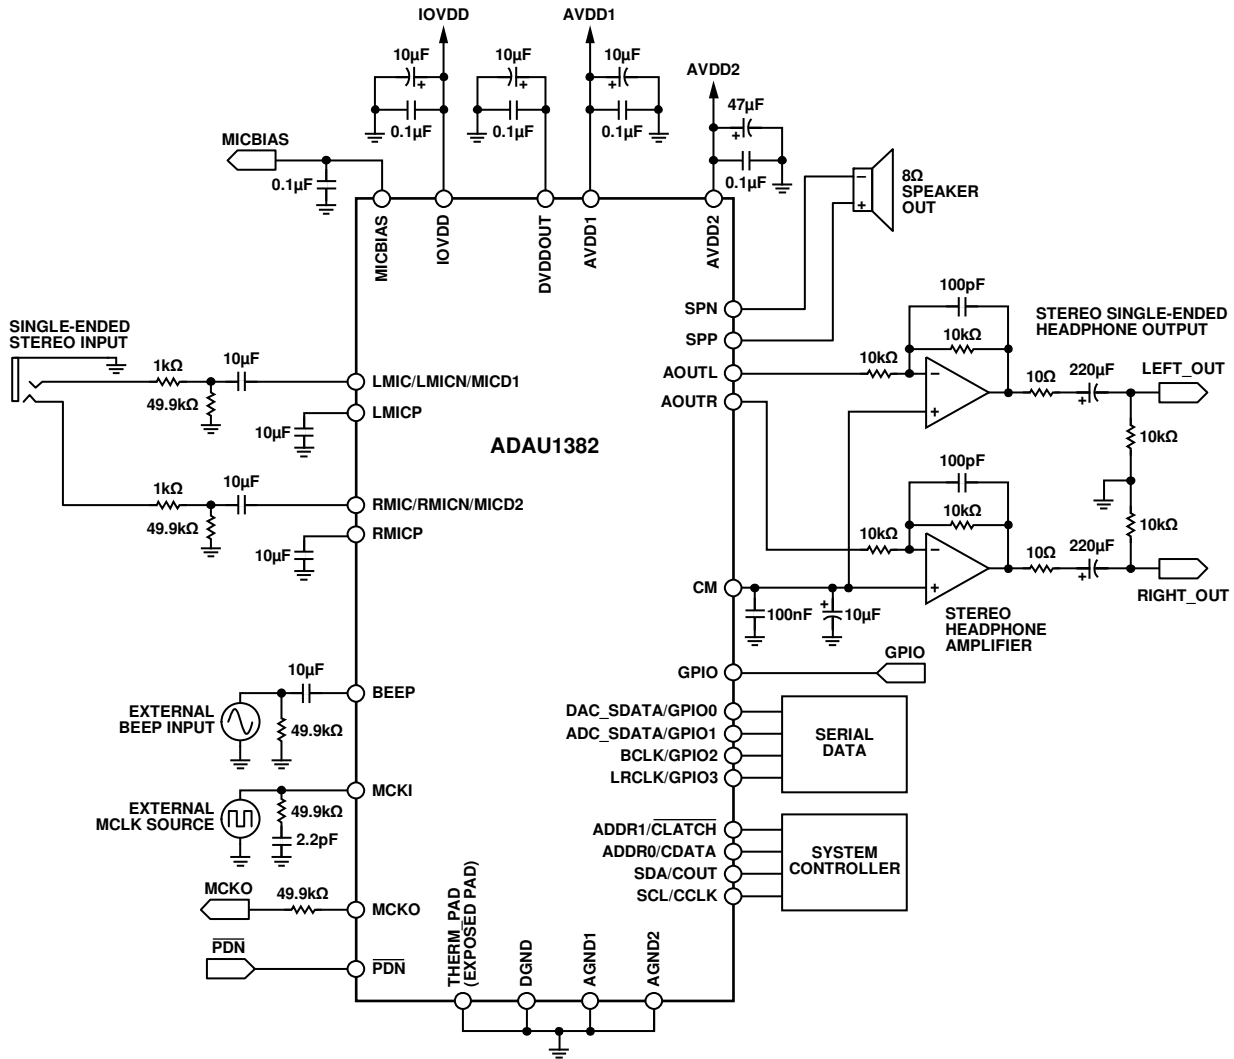 IOVDD
AVDD1
10µF
10µF
10µF
AVDD2
47µF
0.1µF
0.1µF
0.1µF
MICBIAS
0.1µF
0.1µF
8Ω
SPEAKER
OUT
MICBIAS
IOVDD
DVDDOUT
AVDD1
AVDD2
SPN
SPP
AOUTL
AOUTR
100pF
10kΩ
10kΩ
STEREO SINGLE-ENDED
HEADPHONE OUTPUT
SINGLE-ENDED
STEREO INPUT
1kΩ
10µF
49.9kΩ
LMIC/LMICN/MICD1
LMICP
10µF
10Ω
220µF
LEFT_OUT
10kΩ
ADAU1382
1kΩ
10µF
49.9kΩ
RMIC/RMICN/MICD2
RMICP
10µF
100pF
10kΩ
10kΩ
10kΩ
10Ω
220µF
RIGHT_OUT
CM
100nF
10µF
STEREO
HEADPHONE
AMPLIFIER
GPIO
GPIO
10µF
BEEP
EXTERNAL
BEEP INPUT
49.9kΩ
DAC_SDATA/GPIO0
ADC_SDATA/GPIO1
BCLK/GPIO2
LRCLK/GPIO3
SERIAL
DATA
MCKI
EXTERNAL
MCLK SOURCE
49.9kΩ
2.2pF
ADDR1/CLATCH
ADDR0/CDATA
SDA/COUT
SCL/CCLK
SYSTEM
CONTROLLER
MCKO
49.9kΩ
MCKO
PDN
PDN
THERM_PAD
(EXPOSED PAD)
DGND
AGND1
AGND2